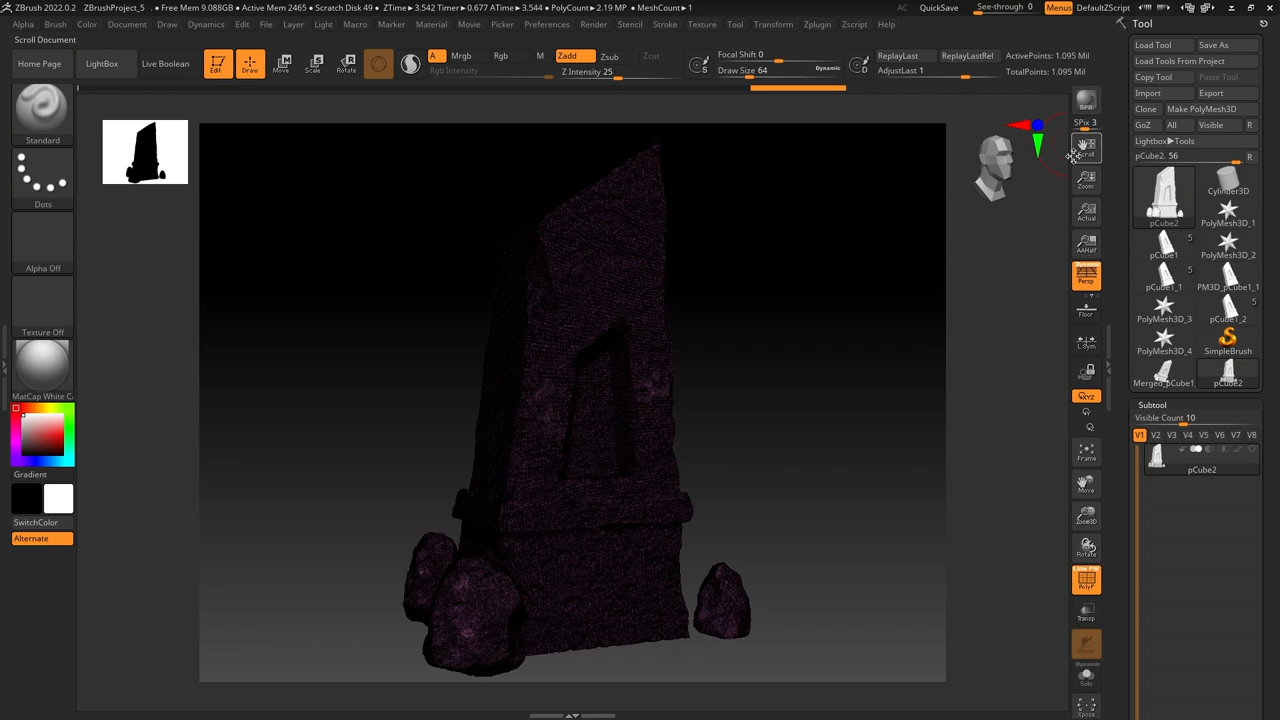 ZBrush 2022.0.2 ZBrushProject_5 . • Free Mem 9.088GB • Active Mem 2465 • Scratch Disk 49 • ZTime►3.542 Timer►0.677 ATime►3.544 • PolyCount►2.19 MP • MeshCount►1 AC QuickSave See-through 0 Menus DefaultZScript
Alpha Brush Color Document Draw Dynamics Edit File Layer Light Macro Marker Material Movie Picker Preferences Render Stencil Stroke Texture Tool Transform Zplugin Zscript Help
Scroll Document
Home Page LightBox Live Boolean Edit Draw Move Scale Rotate
A Mrgb Rgb M Zadd Zsub Zcut
Rgb Intensity Z Intensity 25
S Focal Shift 0
Draw Size 64 Dynamic
D ReplayLast ReplayLastRel ActivePoints: 1.095 Mil
AdjustLast 1 TotalPoints: 1.095 Mil
Standard
Dots
Alpha Off
Texture Off
MatCap White C
Gradient
SwitchColor
Alternate
BPR
SPix 3
Scroll
Zoom
Actual
AAHalf
Dynamic
Persp
Floor
L.Sym
XYZ
Frame
Move
Zoom3D
Rotate
Line Fill
PolyF
Transp
Ghost
Dynamic
Solo
Xpose
Tool
Load Tool Save As
Load Tools From Project
Copy Tool Paste Tool
Import Export
Clone Make PolyMesh3D
GoZ All Visible R
Lightbox►Tools
pCube2. 56 R
pCube2 Cylinder3D
PolyMesh3D_1
5
pCube1 PolyMesh3D_2
5
pCube1_1 PM3D_pCube1_1
5
PolyMesh3D_3 pCube1_2
PolyMesh3D_4 SimpleBrush
Merged_pCube1 pCube2
Subtool
Visible Count 10
V1 V2 V3 V4 V5 V6 V7 V8
pCube2